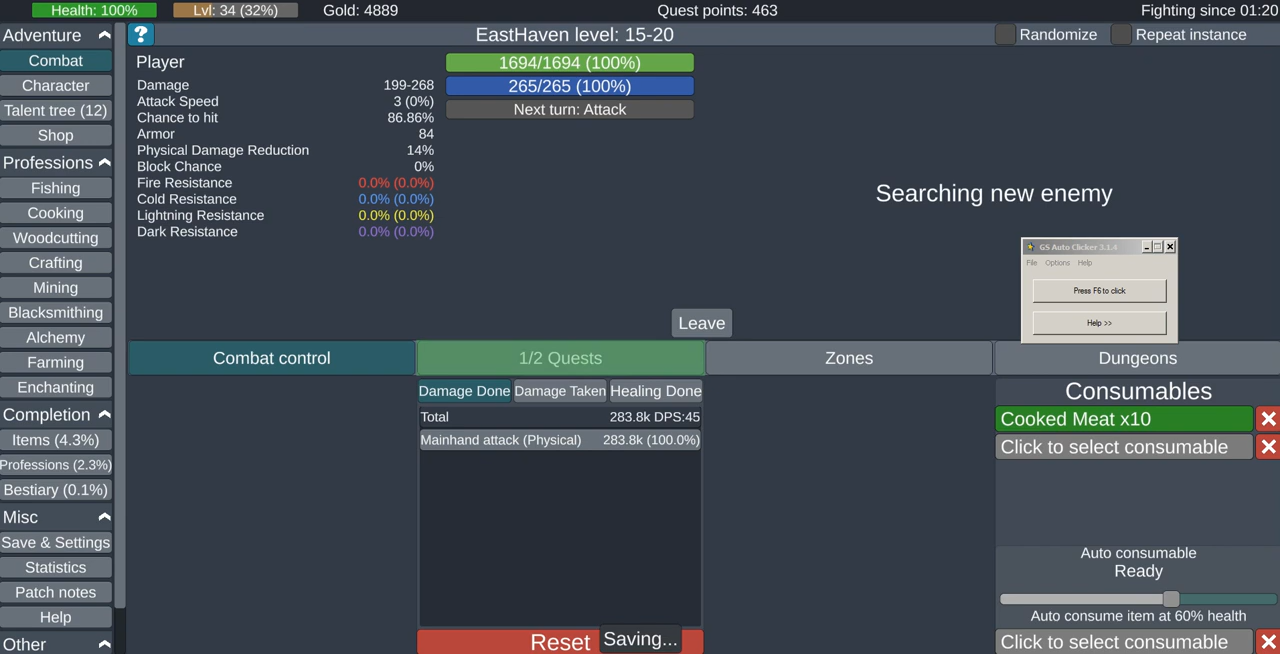 Health: 100%
Lvl: 34 (32%)
Gold: 4889
Quest points: 463
Fighting since 01:20
Adventure
Combat
Character
Talent tree (12)
Shop
Professions
Fishing
Cooking
Woodcutting
Crafting
Mining
Blacksmithing
Alchemy
Farming
Enchanting
Completion
Items (4.3%)
Professions (2.3%)
Bestiary (0.1%)
Misc
Save & Settings
Statistics
Patch notes
Help
Other
?
EastHaven level: 15-20
Randomize
Repeat instance
Player
Damage 199-268
Attack Speed 3 (0%)
Chance to hit 86.86%
Armor 84
Physical Damage Reduction 14%
Block Chance 0%
Fire Resistance 0.0% (0.0%)
Cold Resistance 0.0% (0.0%)
Lightning Resistance 0.0% (0.0%)
Dark Resistance 0.0% (0.0%)
1694/1694 (100%)
265/265 (100%)
Next turn: Attack
Searching new enemy
GS Auto Clicker 3.1.4
File Options Help
Press F6 to click
Help >>
Leave
Combat control
1/2 Quests
Zones
Dungeons
Damage Done
Damage Taken
Healing Done
Total 283.8k DPS:45
Mainhand attack (Physical) 283.8k (100.0%)
Reset
Saving...
Consumables
Cooked Meat x10
Click to select consumable
Auto consumable
Ready
Auto consume item at 60% health
Click to select consumable